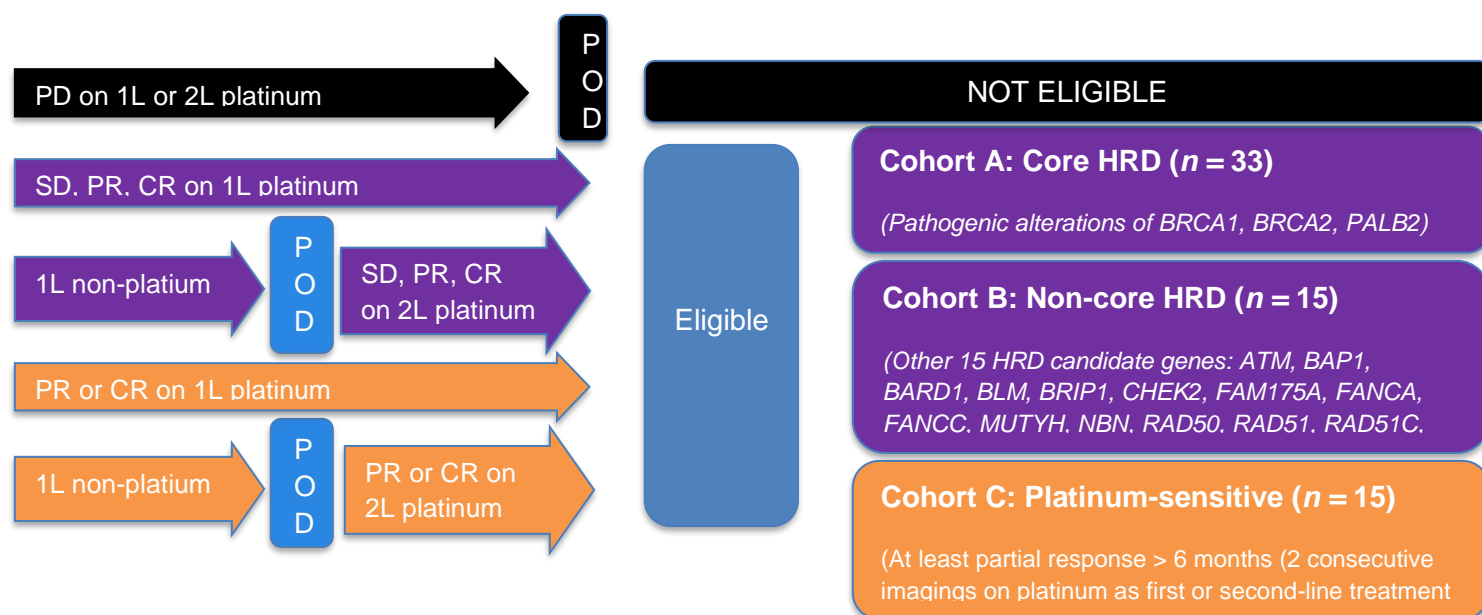 PD on 1L or 2L platinum
P
O
D
NOT ELIGIBLE
SD, PR, CR on 1L platinum
1L non-platium
P
O
D
SD, PR, CR
on 2L platinum
PR or CR on 1L platinum
1L non-platium
P
O
D
PR or CR on
2L platinum
Eligible
Cohort A: Core HRD (n = 33)
(Pathogenic alterations of BRCA1, BRCA2, PALB2)
Cohort B: Non-core HRD (n = 15)
(Other 15 HRD candidate genes: ATM, BAP1,
BARD1, BLM, BRIP1, CHEK2, FAM175A, FANCA,
FANCC, MUTYH, NBN, RAD50, RAD51, RAD51C,
Cohort C: Platinum-sensitive (n = 15)
(At least partial response > 6 months (2 consecutive
imagings on platinum as first or second-line treatment